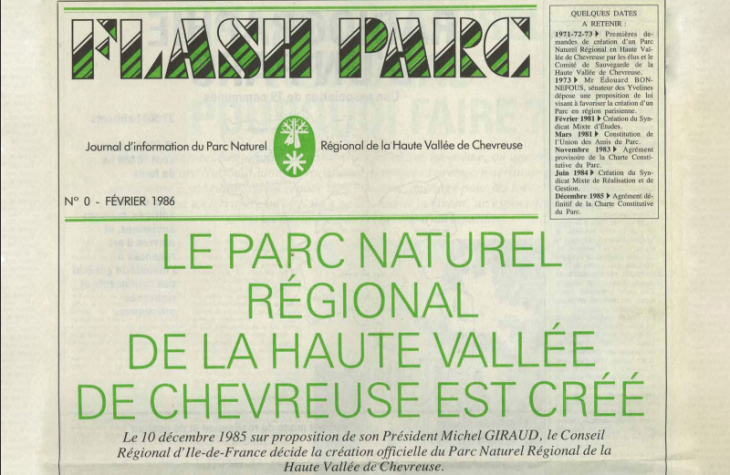 FLASH PARC
Journal d'information du Parc Naturel Régional de la Haute Vallée de Chevreuse
N° 0 - FÉVRIER 1986
QUELQUES DATES
A RETENIR :
1971-72-73 Premières de-
mandes de création d'un Parc
Naturel Régional en Haute Val-
lée de Chevreuse par les élus et le
Comité de Sauvegarde de la
Haute Vallée de Chevreuse.
1973 Mr Édouard BON-
NEFOUS, sénateur des Yvelines
dépose une proposition de loi
visant à favoriser la création d'un
Parc en région parisienne.
Février 1981 Création du Syn-
dicat Mixte d'Études.
Mars 1981 Constitution de
l'Union des Amis du Parc.
Novembre 1983 Agrément
provisoire de la Charte Consti-
tutive du Parc.
Juin 1984 Création du Syn-
dicat Mixte de Réalisation et de
Gestion.
Décembre 1985 Agrément dé-
finitif de la Charte Constitutive
du Parc.
LE PARC NATUREL
RÉGIONAL
DE LA HAUTE VALLÉE
DE CHEVREUSE EST CRÉÉ
Le 10 décembre 1985 sur proposition de son Président Michel GIRAUD, le Conseil
Régional d'Ile-de-France décide la création officielle du Parc Naturel Régional de la
Haute Vallée de Chevreuse.